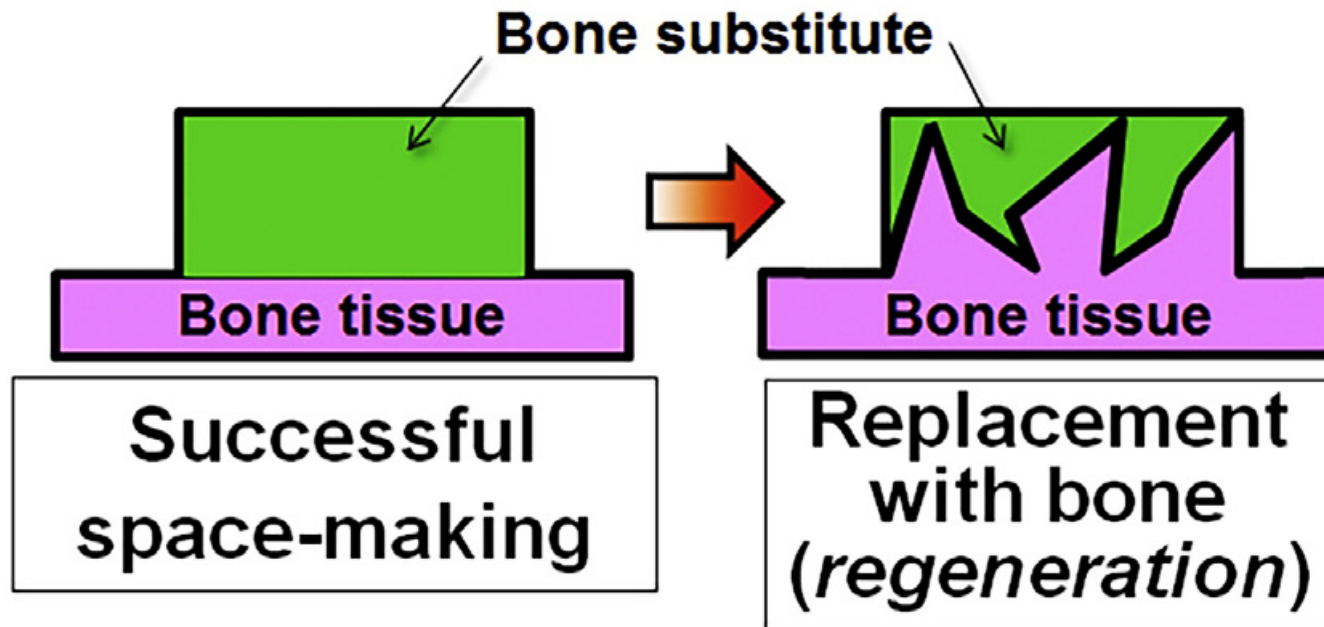 Bone substitute
Bone tissue
Bone tissue
Successful
space-making
Replacement
with bone
(regeneration)